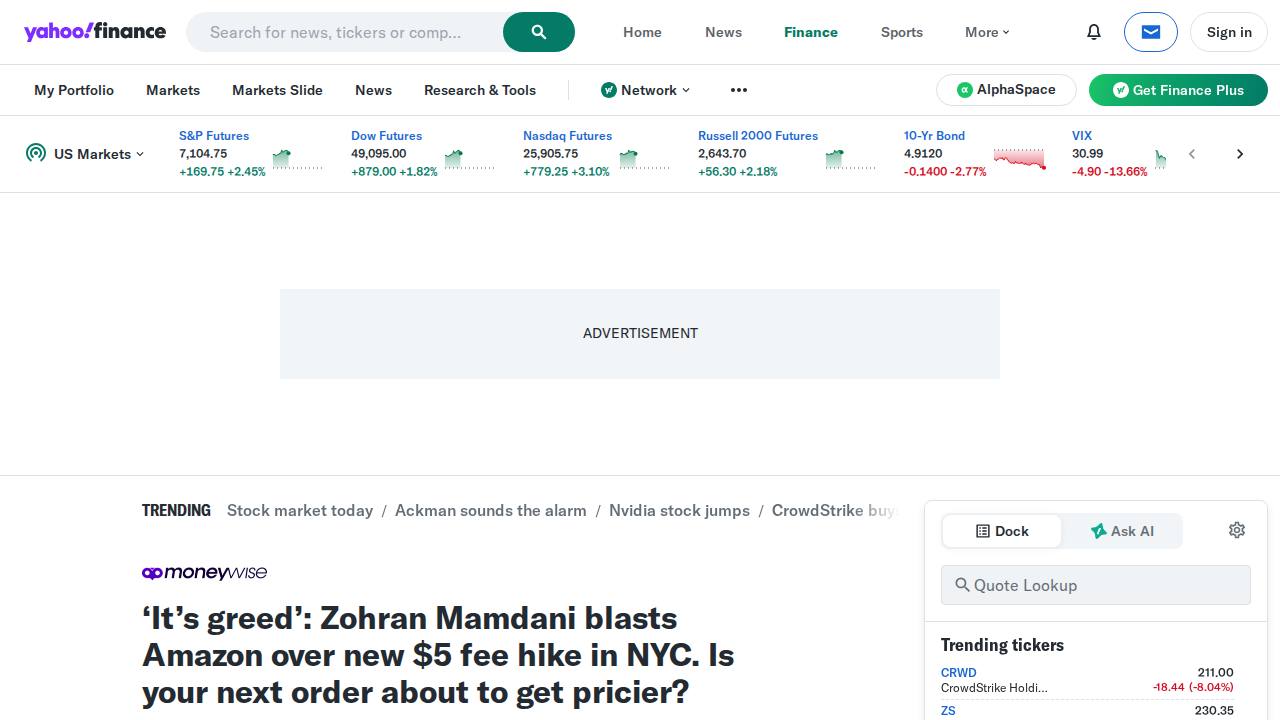 yahoo!finance
Search for news, tickers or comp...
Home
News
Finance
Sports
More
Sign in
My Portfolio
Markets
Markets Slide
News
Research & Tools
Network
AlphaSpace
Get Finance Plus
US Markets
S&P Futures
7,104.75
+169.75 +2.45%
Dow Futures
49,095.00
+879.00 +1.82%
Nasdaq Futures
25,905.75
+779.25 +3.10%
Russell 2000 Futures
2,643.70
+56.30 +2.18%
10-Yr Bond
4.9120
-0.1400 -2.77%
VIX
30.99
-4.90 -13.66%
ADVERTISEMENT
TRENDING Stock market today / Ackman sounds the alarm / Nvidia stock jumps / CrowdStrike buy
Dock
Ask AI
Quote Lookup
moneywise
‘It’s greed’: Zohran Mamdani blasts
Amazon over new $5 fee hike in NYC. Is
your next order about to get pricier?
Trending tickers
CRWD 211.00
CrowdStrike Holdi... -18.44 (-8.04%)
ZS 230.35